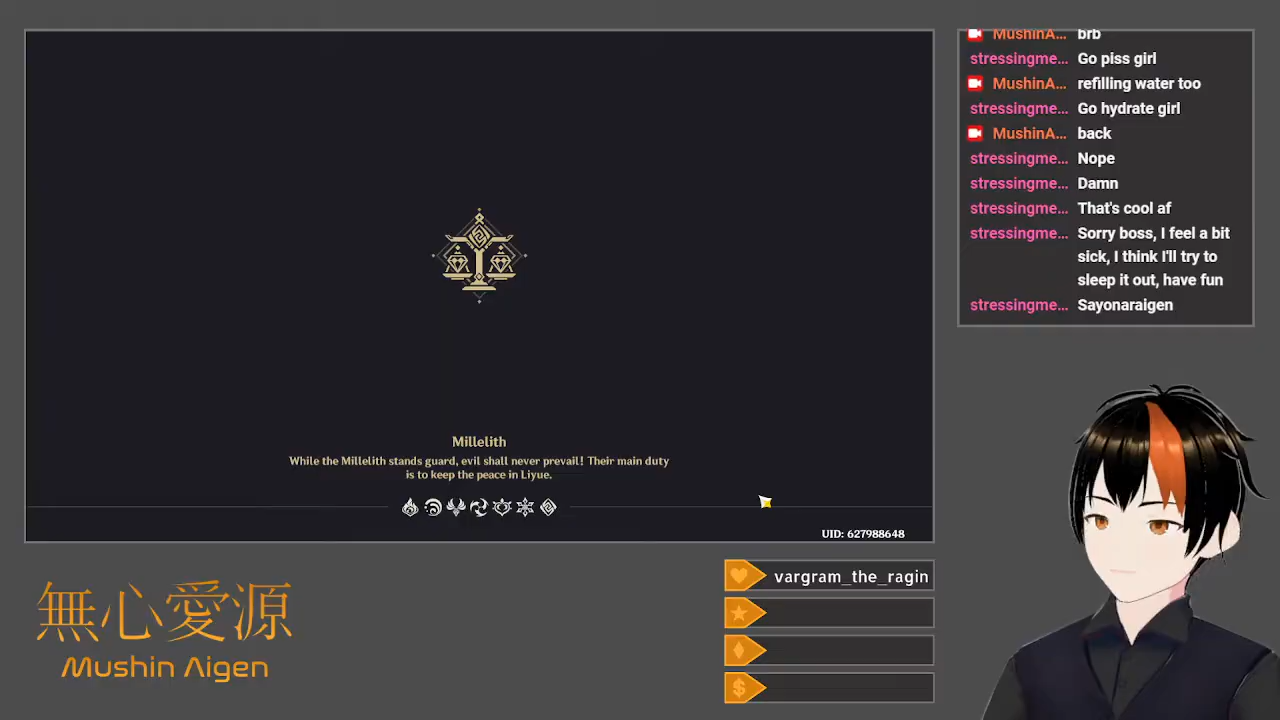 Millelith
While the Millelith stands guard, evil shall never prevail! Their main duty
is to keep the peace in Liyue.
UID: 627988648
MushinA... brb
stressingme... Go piss girl
MushinA... refilling water too
stressingme... Go hydrate girl
MushinA... back
stressingme... Nope
stressingme... Damn
stressingme... That's cool af
stressingme... Sorry boss, I feel a bit
sick, I think I'll try to
sleep it out, have fun
stressingme... Sayonaraigen
vargram_the_ragin
$
無心愛源
Mushin Aigen